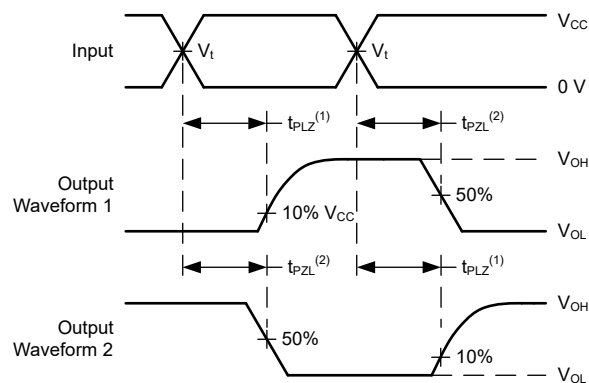 V_CC
Input
V_t
V_t
0 V
t_PLZ^(1)
t_PZL^(2)
V_OH
Output
Waveform 1
50%
10% V_CC
V_OL
t_PZL^(2)
t_PLZ^(1)
V_OH
Output
Waveform 2
50%
10%
V_OL